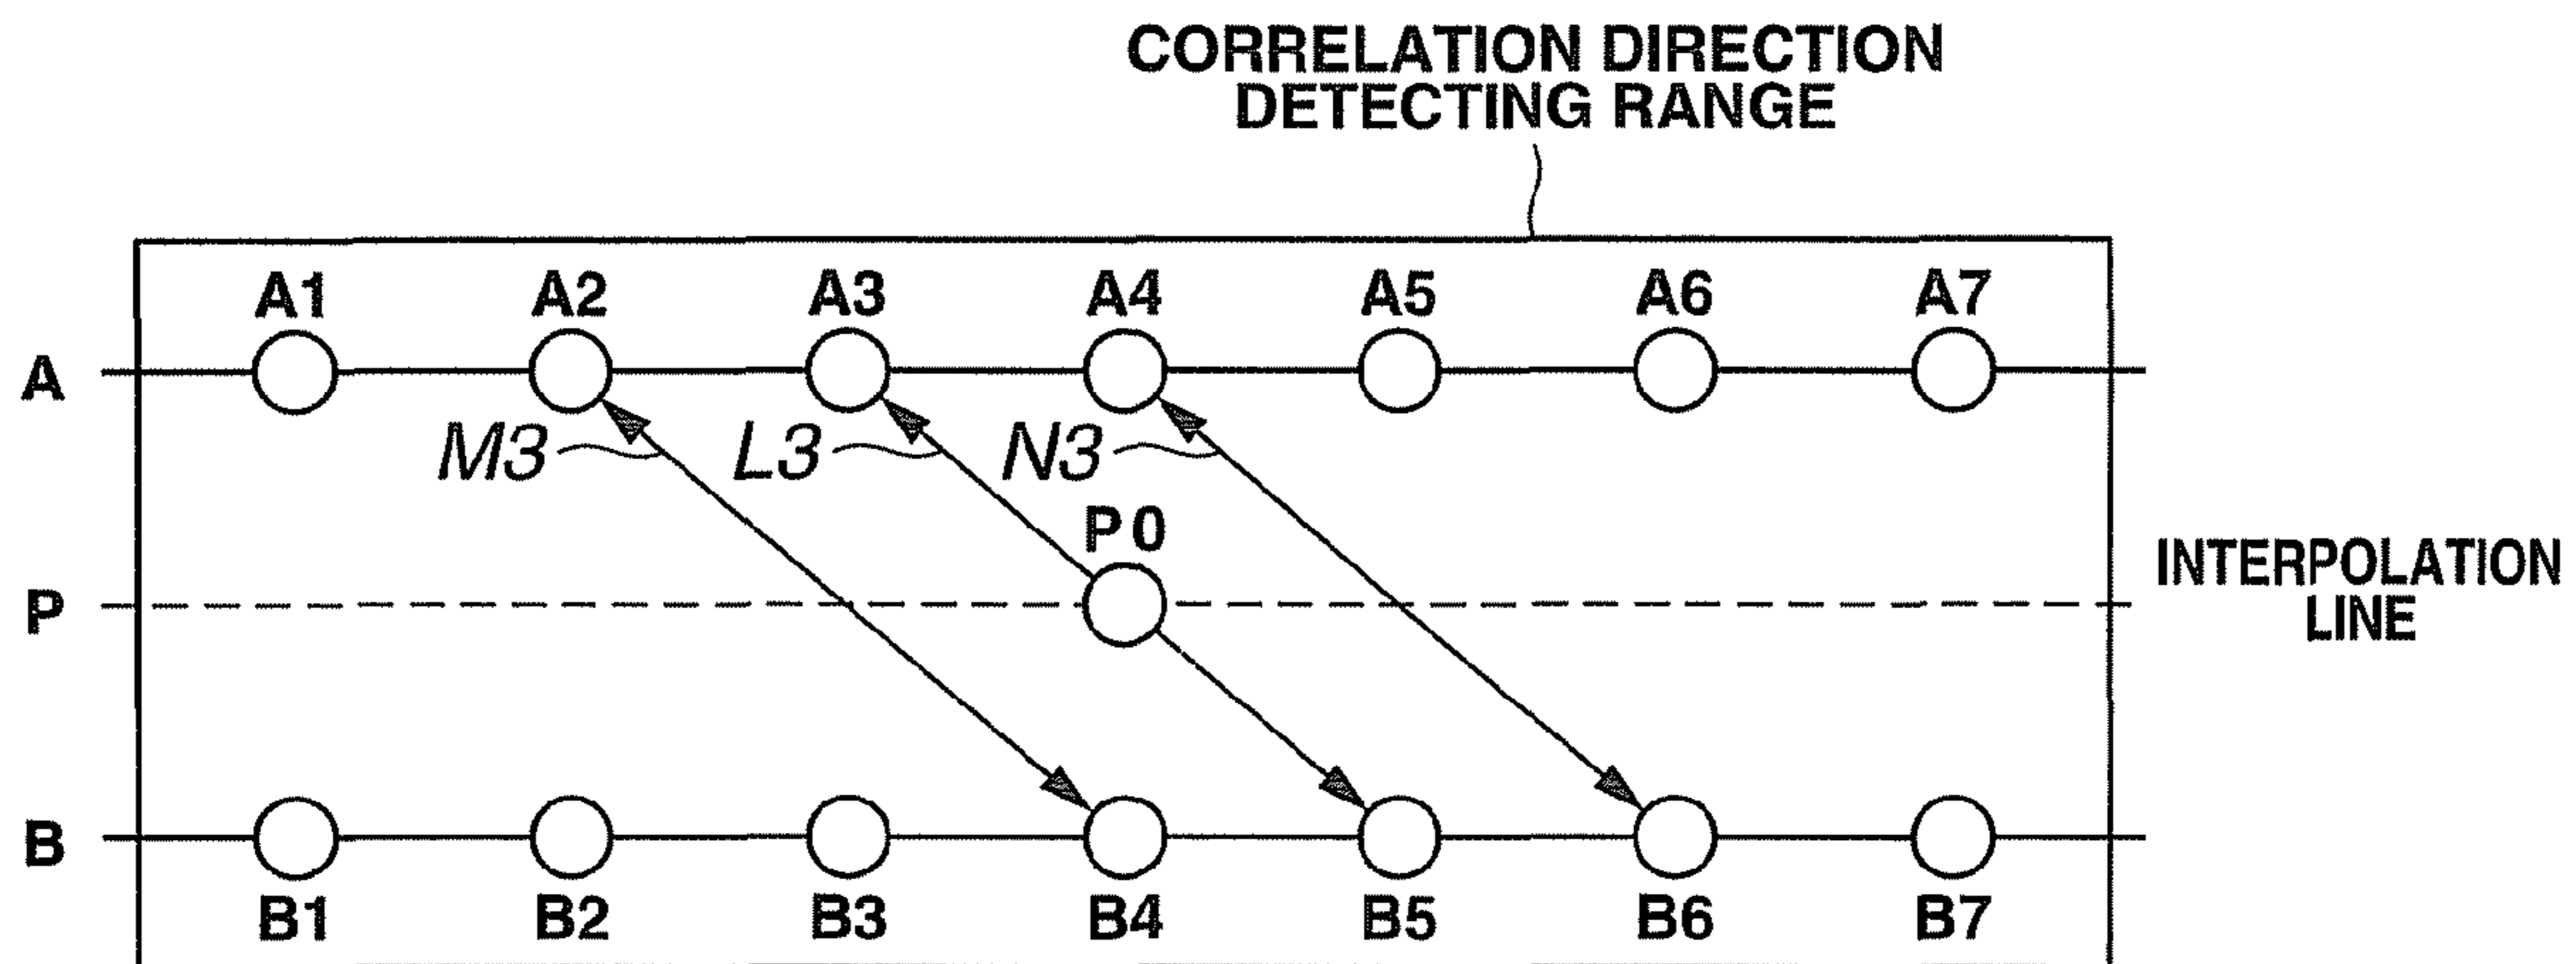 CORRELATION DIRECTION
DETECTING RANGE
A1 A2 A3 A4 A5 A6 A7
A
M3 L3 N3
P0
P
INTERPOLATION
LINE
B
B1 B2 B3 B4 B5 B6 B7